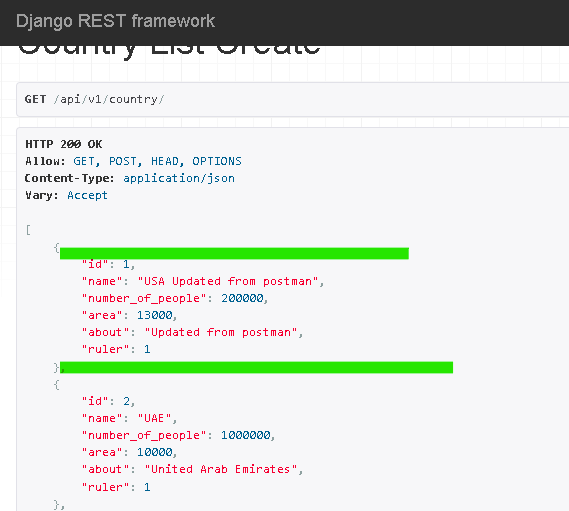 Django REST framework
Country List Create
GET /api/v1/country/
HTTP 200 OK
Allow: GET, POST, HEAD, OPTIONS
Content-Type: application/json
Vary: Accept
[
{
"id": 1,
"name": "USA Updated from postman",
"number_of_people": 200000,
"area": 13000,
"about": "Updated from postman",
"ruler": 1
},
{
"id": 2,
"name": "UAE",
"number_of_people": 1000000,
"area": 10000,
"about": "United Arab Emirates",
"ruler": 1
},